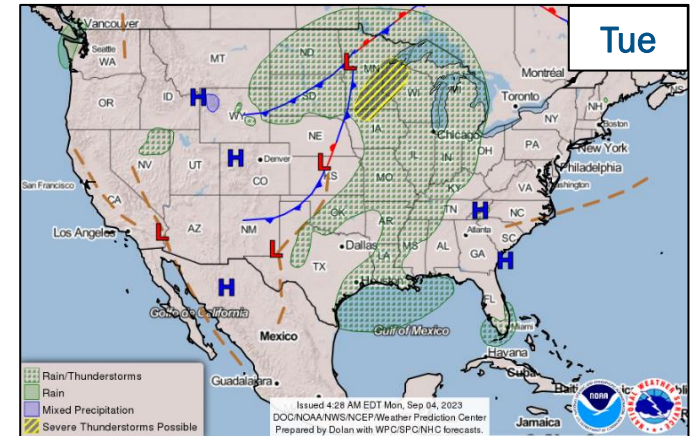 Tue
Vancouver
Seattle
WA
MT
ND
MN
Montréal
OR
ID
SD
WI
MI
Toronto
NH
WY
IA
Chicago
NY
Boston
NE
New York
NV
UT
Denver
IL
IN
OH
PA
Philadelphia
San Francisco
CO
S
MO
KY
VA
Washington
CA
OK
TN
NC
Los Angeles
AZ
NM
AR
Atlanta
SC
Dallas
MS
AL
GA
TX
LA
FL
Golfo de California
Gulf of Mexico
Miami
Mexico
Havana
Cuba
Guadalajara
Jamaica
H
H
H
H
H
L
L
L
L
Rain/Thunderstorms
Rain
Mixed Precipitation
Severe Thunderstorms Possible
Issued 4:28 AM EDT Mon, Sep 04, 2023
DOC/NOAA/NWS/NCEP/Weather Prediction Center
Prepared by Dolan with WPC/SPC/NHC forecasts.
NOAA